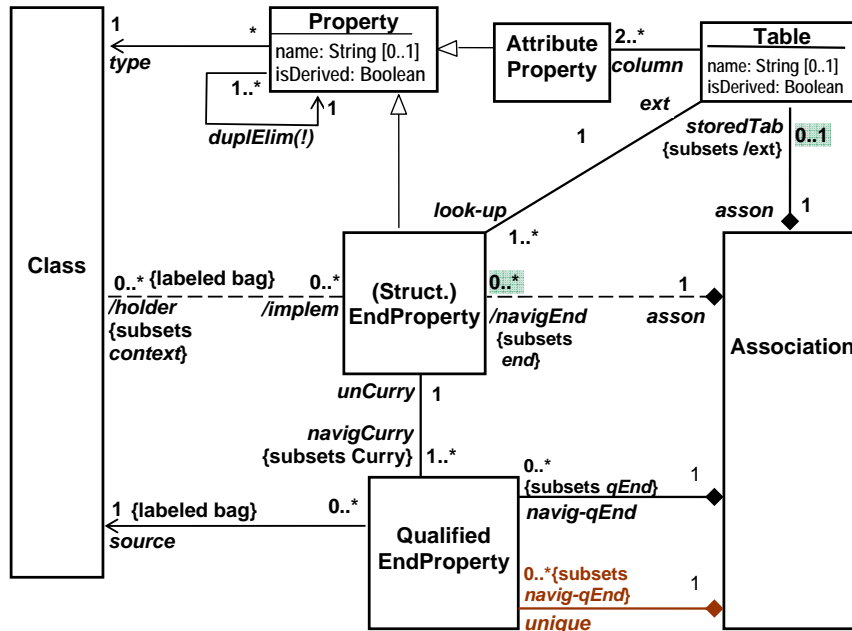 Property
name: String [0..1]
isDerived: Boolean
1
*
type
1..*
1
duplElim(!)
Attribute
Property
2..*
column
Table
name: String [0..1]
isDerived: Boolean
ext
1
storedTab
{subsets /ext}
0..1
look-up
1..*
asson
1
Class
0..* {labeled bag}
0..*
/holder
{subsets
context}
/implem
(Struct.)
EndProperty
0..*
1
/navigEnd
{subsets
end}
asson
Association
unCurry
1
navigCurry
{subsets Curry}
1..*
1 {labeled bag}
0..*
source
Qualified
EndProperty
0..*
{subsets qEnd}
navig-qEnd
1
0..*{subsets
navig-qEnd}
unique
1